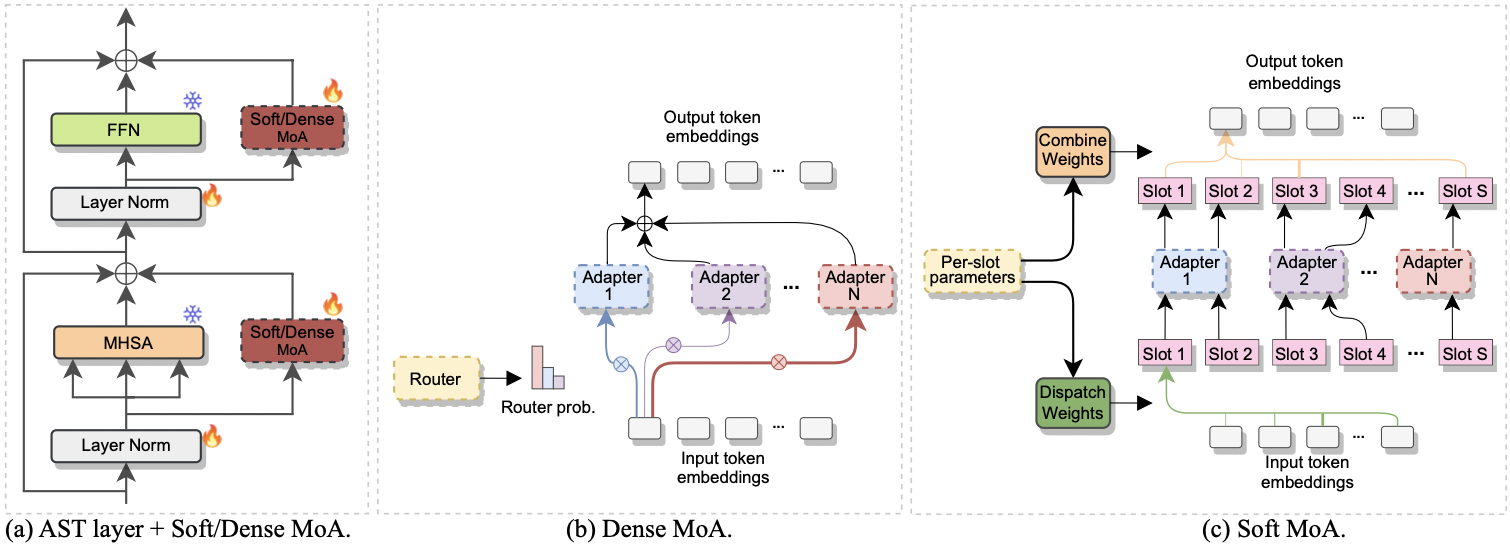 FFN
Soft/Dense
MoA
Layer Norm
MHSA
Soft/Dense
MoA
Layer Norm
(a) AST layer + Soft/Dense MoA.
Output token
embeddings
...
Adapter
1
Adapter
2
...
Adapter
N
Router
Router prob.
...
Input token
embeddings
(b) Dense MoA.
Output token
embeddings
...
Combine
Weights
Slot 1
Slot 2
Slot 3
Slot 4
...
Slot S
Per-slot
parameters
Adapter
1
Adapter
2
...
Adapter
N
Slot 1
Slot 2
Slot 3
Slot 4
...
Slot S
Dispatch
Weights
...
Input token
embeddings
(c) Soft MoA.